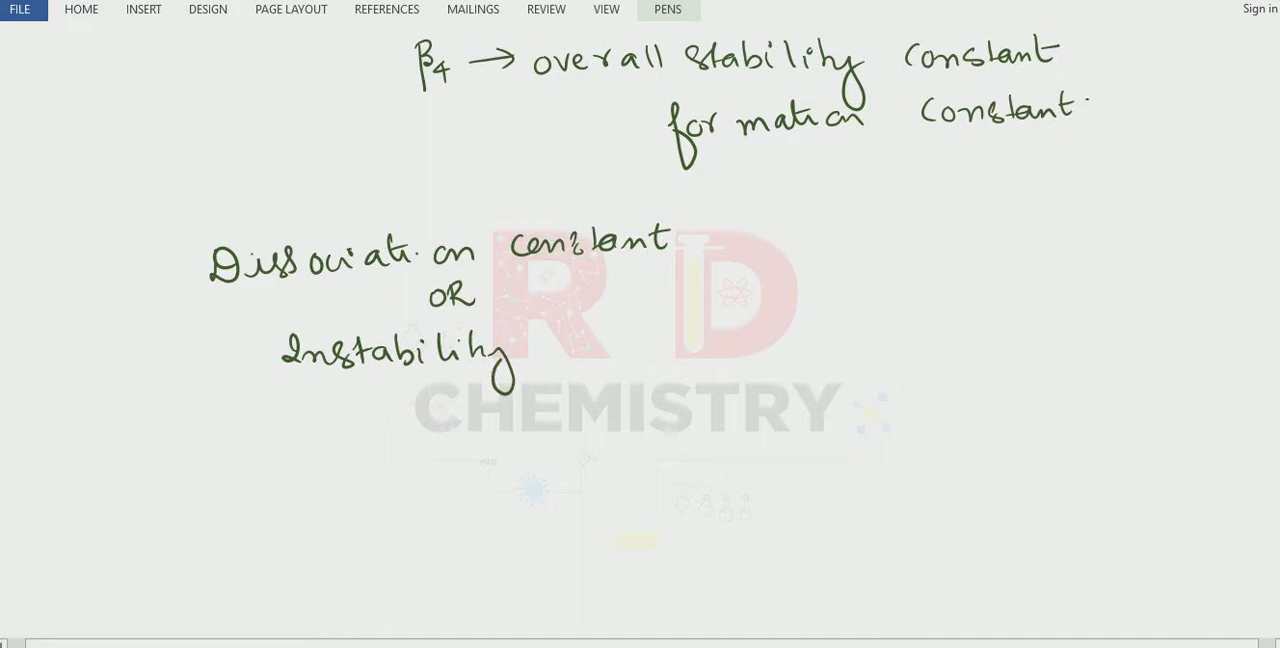 FILE HOME INSERT DESIGN PAGE LAYOUT REFERENCES MAILINGS REVIEW VIEW PENS Sign in
β4 → overall stability constant
formation constant.
Dissociation constant
OR
Instability
RD
CHEMISTRY